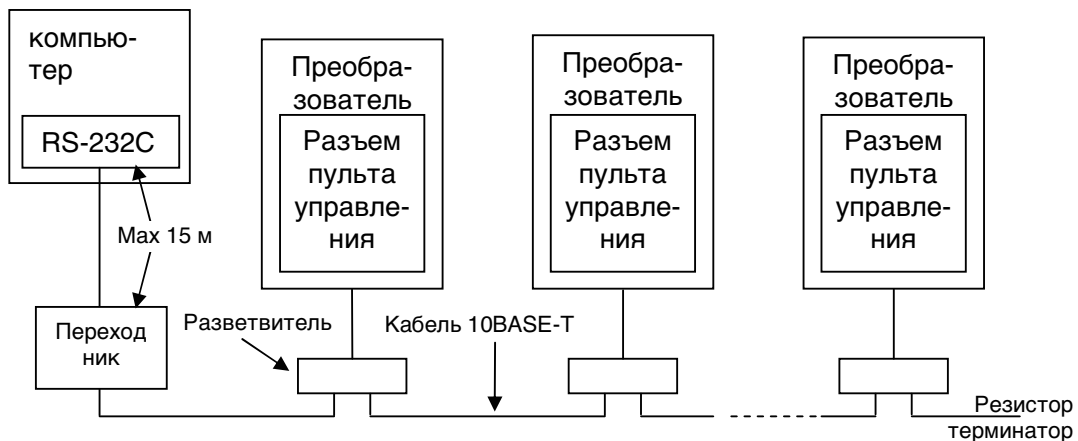 компью-
тер
RS-232C
Max 15 м
Переход
ник
Разветвитель
Преобра-
зователь
Разъем
пульта
управле-
ния
Кабель 10BASE-T
Преобра-
зователь
Разъем
пульта
управле-
ния
Преобра-
зователь
Разъем
пульта
управле-
ния
Резистор
терминатор